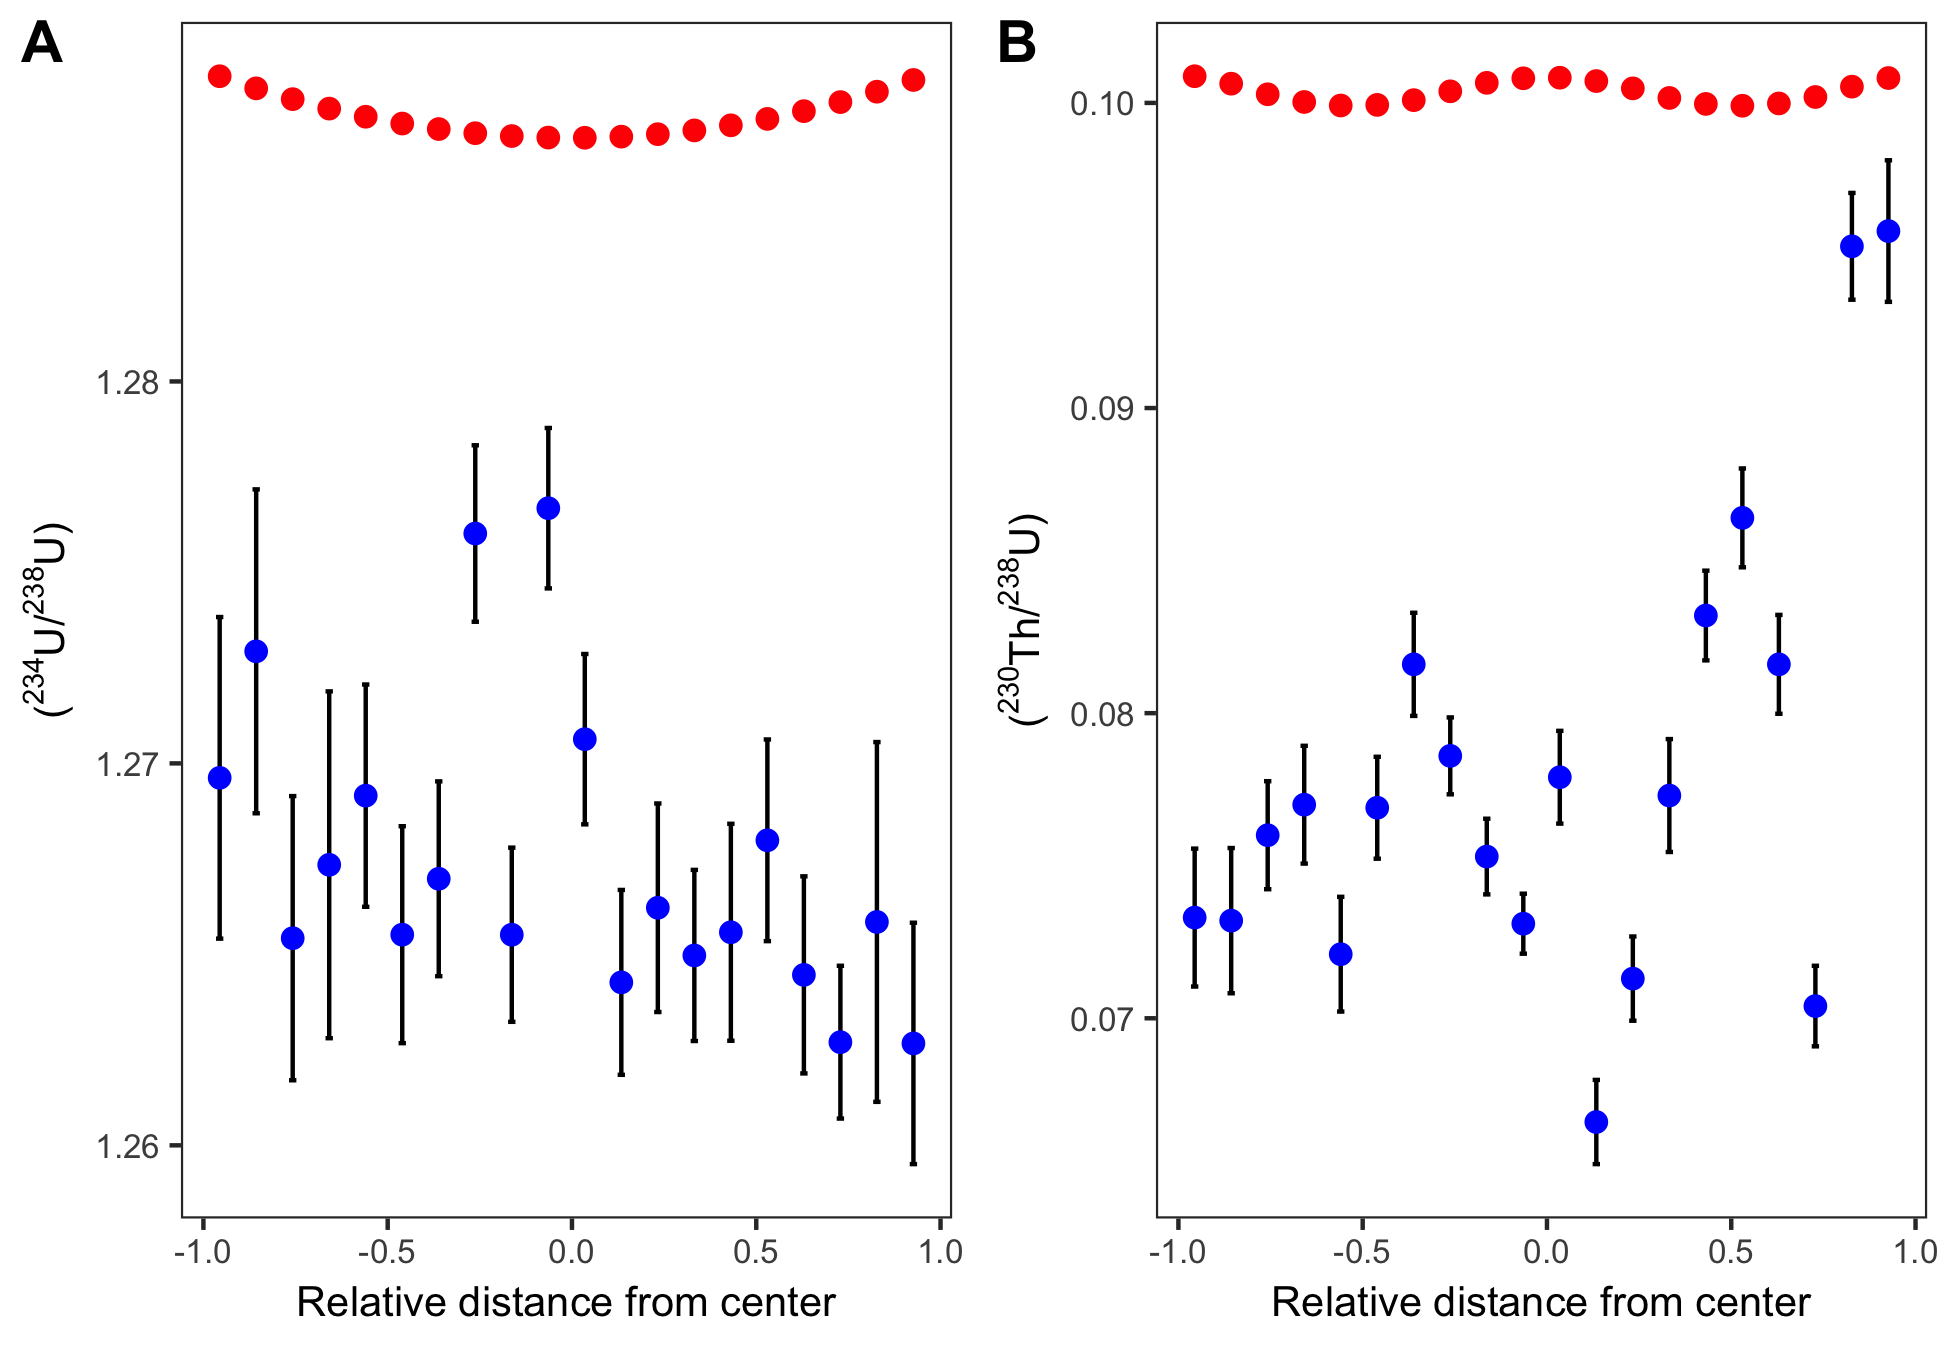 A
(²³⁴U/²³⁸U)
1.28
1.27
1.26
-1.0 -0.5 0.0 0.5 1.0
Relative distance from center
B
(²³⁰Th/²³⁸U)
0.10
0.09
0.08
0.07
-1.0 -0.5 0.0 0.5 1.0
Relative distance from center